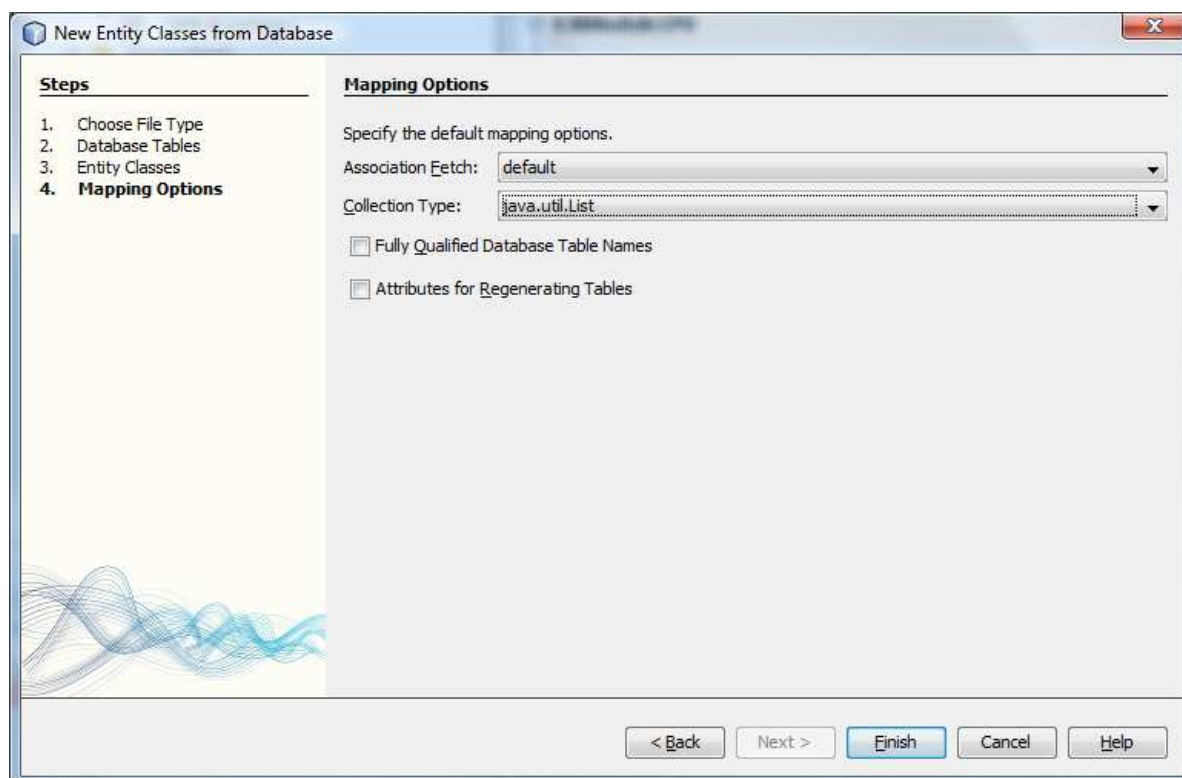 New Entity Classes from Database
Steps
1. Choose File Type
2. Database Tables
3. Entity Classes
4. Mapping Options
Mapping Options
Specify the default mapping options.
Association Fetch: default
Collection Type: java.util.List
Fully Qualified Database Table Names
Attributes for Regenerating Tables
< Back Next > Finish Cancel Help